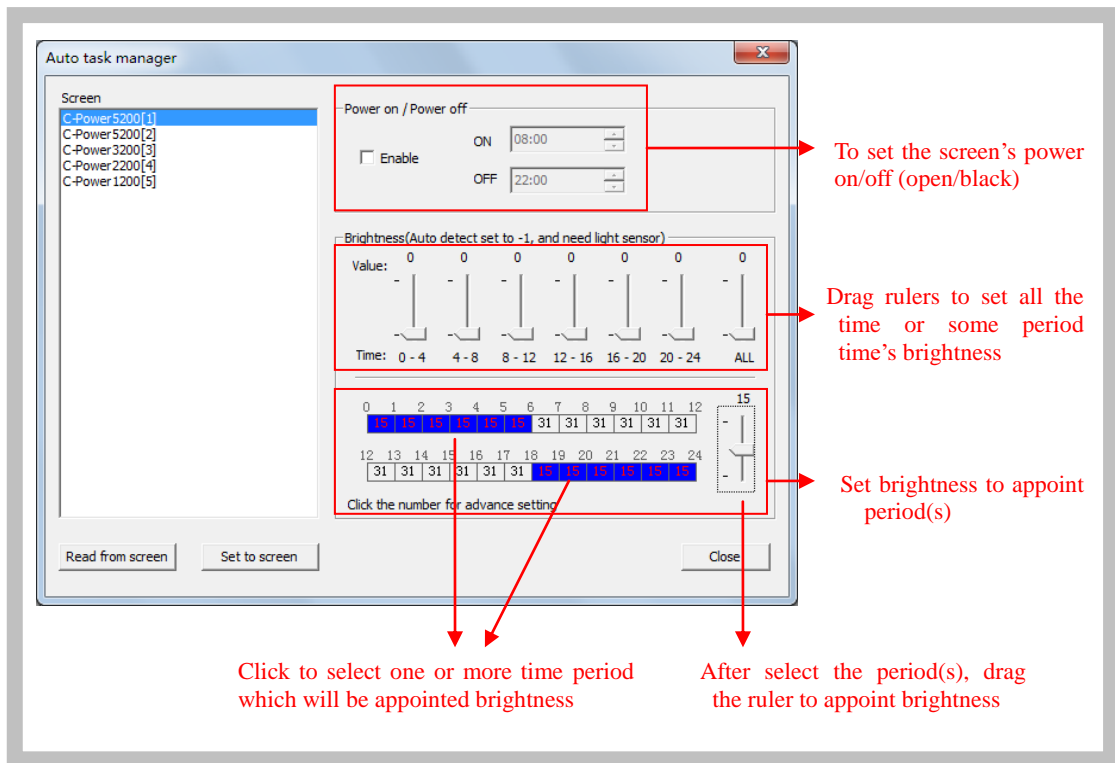 Auto task manager
x
Screen
C-Power5200[1]
C-Power5200[2]
C-Power3200[3]
C-Power2200[4]
C-Power1200[5]
Power on / Power off
Enable
ON 08:00
OFF 22:00
To set the screen's power
on/off (open/black)
Brightness(Auto detect set to -1, and need light sensor)
Value: 0 0 0 0 0 0 0
Time: 0 - 4 4 - 8 8 - 12 12 - 16 16 - 20 20 - 24 ALL
Drag rulers to set all the
time or some period
time's brightness
15
0 1 2 3 4 5 6 7 8 9 10 11 12
15 15 15 15 15 15 31 31 31 31 31 31
12 13 14 15 16 17 18 19 20 21 22 23 24
31 31 31 31 31 31 15 15 15 15 15 15
Click the number for advance setting
Set brightness to appoint
period(s)
Read from screen
Set to screen
Close
Click to select one or more time period
which will be appointed brightness
After select the period(s), drag
the ruler to appoint brightness